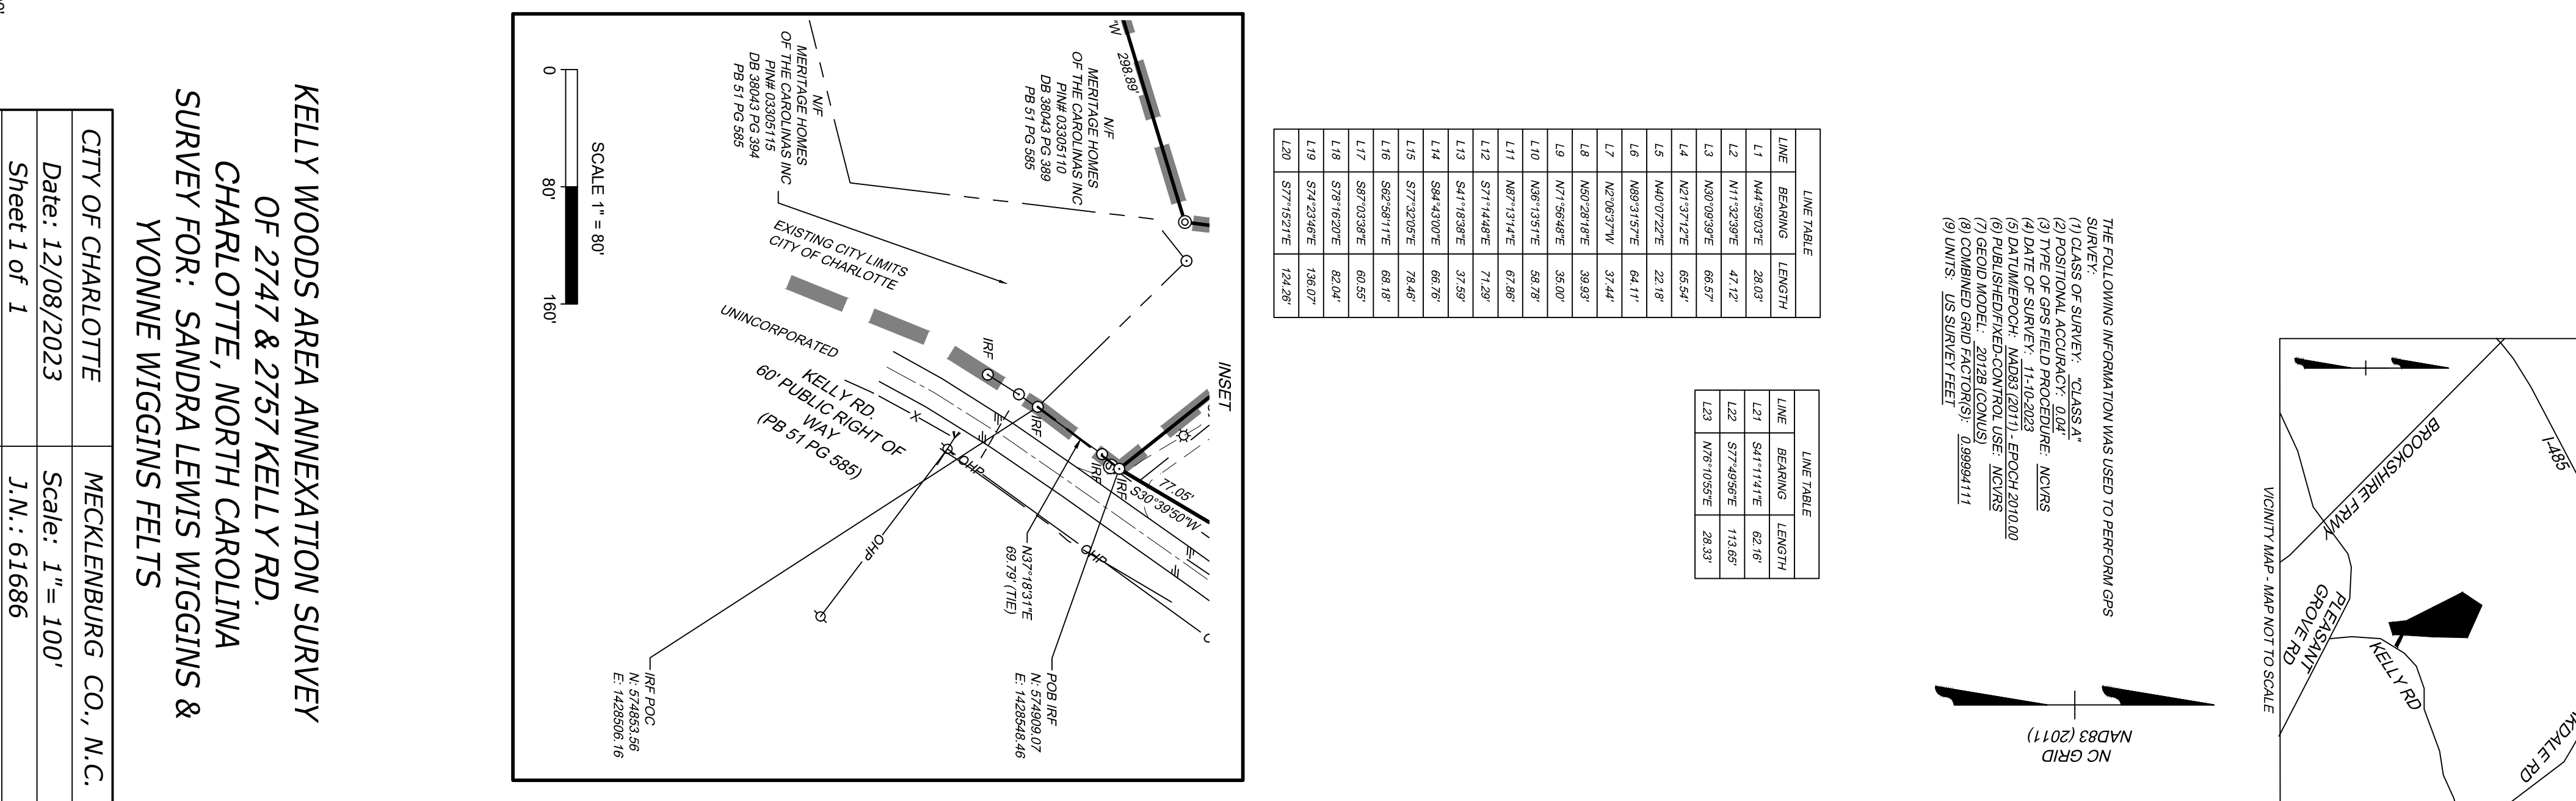 I-485
BROOKSHIRE FRWY
PLEASANT
GROVE RD
KELLY RD
KDALE RD
VICINITY MAP - MAP NOT TO SCALE
NC GRID
NAD83 (2011)
THE FOLLOWING INFORMATION WAS USED TO PERFORM GPS
SURVEY:
(1) CLASS OF SURVEY: "CLASS A"
(2) POSITIONAL ACCURACY: 0.04'
(3) TYPE OF GPS FIELD PROCEDURE: NCVRS
(4) DATE OF SURVEY: 11-10-2023
(5) DATUM/EPOCH: NAD83 (2011) - EPOCH 2010.00
(6) PUBLISHED/FIXED-CONTROL USE: NCVRS
(7) GEOID MODEL: 2012B (CONUS)
(8) COMBINED GRID FACTOR(S): 0.99994111
(9) UNITS: US SURVEY FEET
LINE TABLE
LINE BEARING LENGTH
L1 N44°59'03"E 28.03'
L2 N11°32'39"E 47.12'
L3 N30°09'39"E 66.57'
L4 N21°37'12"E 65.54'
L5 N40°07'22"E 22.18'
L6 N89°31'57"E 64.11'
L7 N2°06'37"W 37.44'
L8 N50°28'18"E 39.93'
L9 N71°56'48"E 35.00'
L10 N36°13'51"E 58.78'
L11 N87°13'14"E 67.86'
L12 S71°14'48"E 71.29'
L13 S41°18'38"E 37.59'
L14 S84°43'00"E 66.76'
L15 S77°32'05"E 78.46'
L16 S62°58'11"E 68.18'
L17 S87°03'38"E 60.55'
L18 S78°16'20"E 82.04'
L19 S74°23'46"E 136.07'
L20 S77°15'21"E 124.26'
LINE TABLE
LINE BEARING LENGTH
L21 S41°11'41"E 62.16'
L22 S77°49'56"E 113.65'
L23 N76°10'55"E 28.33'
INSET
"W 298.89'
N/F
MERITAGE HOMES
OF THE CAROLINAS INC
PIN# 03305110
DB 38043 PG 389
PB 51 PG 585
N/F
MERITAGE HOMES
OF THE CAROLINAS INC
PIN# 03305115
DB 38043 PG 394
PB 51 PG 585
EXISTING CITY LIMITS
CITY OF CHARLOTTE
UNINCORPORATED
IRF
IRF
IRF
IRF
77.05'
S30°39'50"W
KELLY RD.
60' PUBLIC RIGHT OF
WAY
(PB 51 PG 585)
X
OHP
OHP
OHP
N37°18'31"E
69.79' (TIE)
POB IRF
N: 574909.07
E: 1428548.46
IRF POC
N: 574853.56
E: 1428506.16
SCALE 1" = 80'
0 80' 160'
KELLY WOODS AREA ANNEXATION SURVEY
OF 2747 & 2757 KELLY RD.
CHARLOTTE, NORTH CAROLINA
SURVEY FOR: SANDRA LEWIS WIGGINS &
YVONNE WIGGINS FELTS
CITY OF CHARLOTTE MECKLENBURG CO., N.C.
Date: 12/08/2023 Scale: 1"= 100'
Sheet 1 of 1 J.N.: 61686